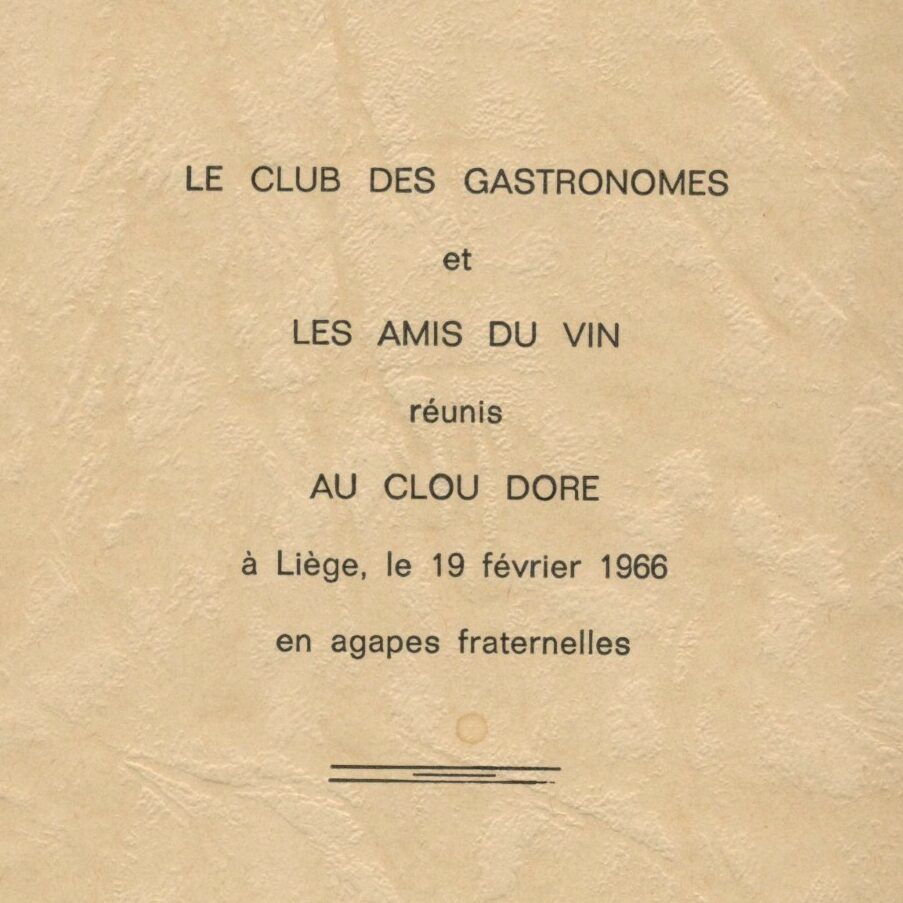 LE CLUB DES GASTRONOMES
et
LES AMIS DU VIN
réunis
AU CLOU DORE
à Liège, le 19 février 1966
en agapes fraternelles